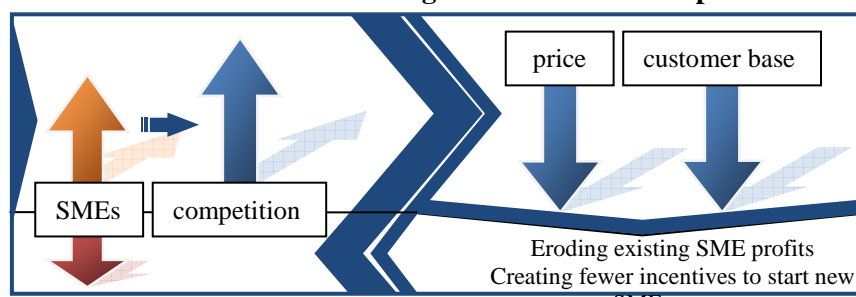 price
customer base
SMEs
competition
Eroding existing SME profits
Creating fewer incentives to start new